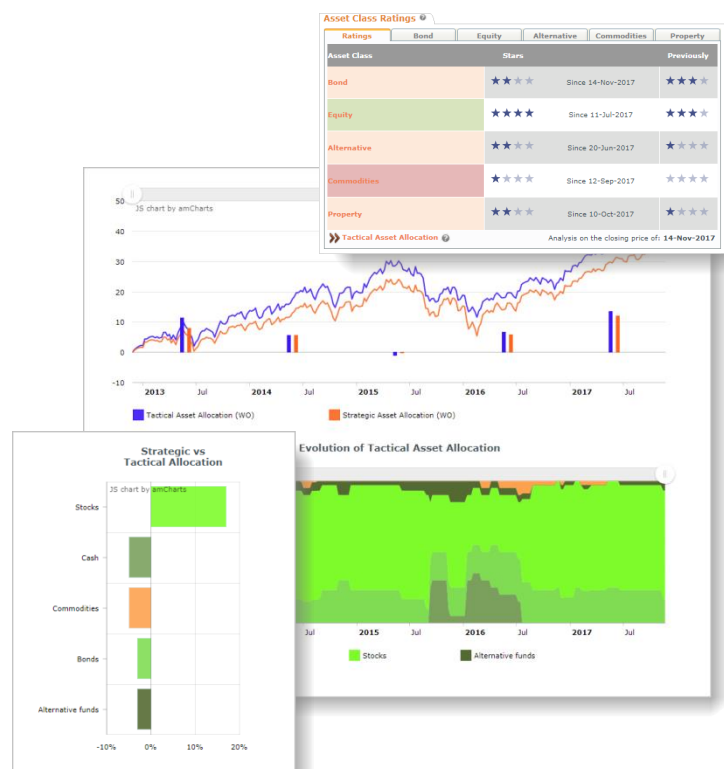 Asset Class Ratings
Ratings Bond Equity Alternative Commodities Property
Asset Class Stars Previously
Bond Since 14-Nov-2017
Equity Since 11-Jul-2017
Alternative Since 20-Jun-2017
Commodities Since 12-Sep-2017
Property Since 10-Oct-2017
Tactical Asset Allocation Analysis on the closing price of: 14-Nov-2017
JS chart by amCharts
50
40
30
20
10
0
-10
2013 Jul 2014 Jul 2015 Jul 2016 Jul 2017 Jul
Tactical Asset Allocation (WO) Strategic Asset Allocation (WO)
Strategic vs
Tactical Allocation
JS chart by amCharts
Stocks
Cash
Commodities
Bonds
Alternative funds
-10% 0% 10% 20%
Evolution of Tactical Asset Allocation
Jul 2015 Jul 2016 Jul 2017 Jul
Stocks Alternative funds